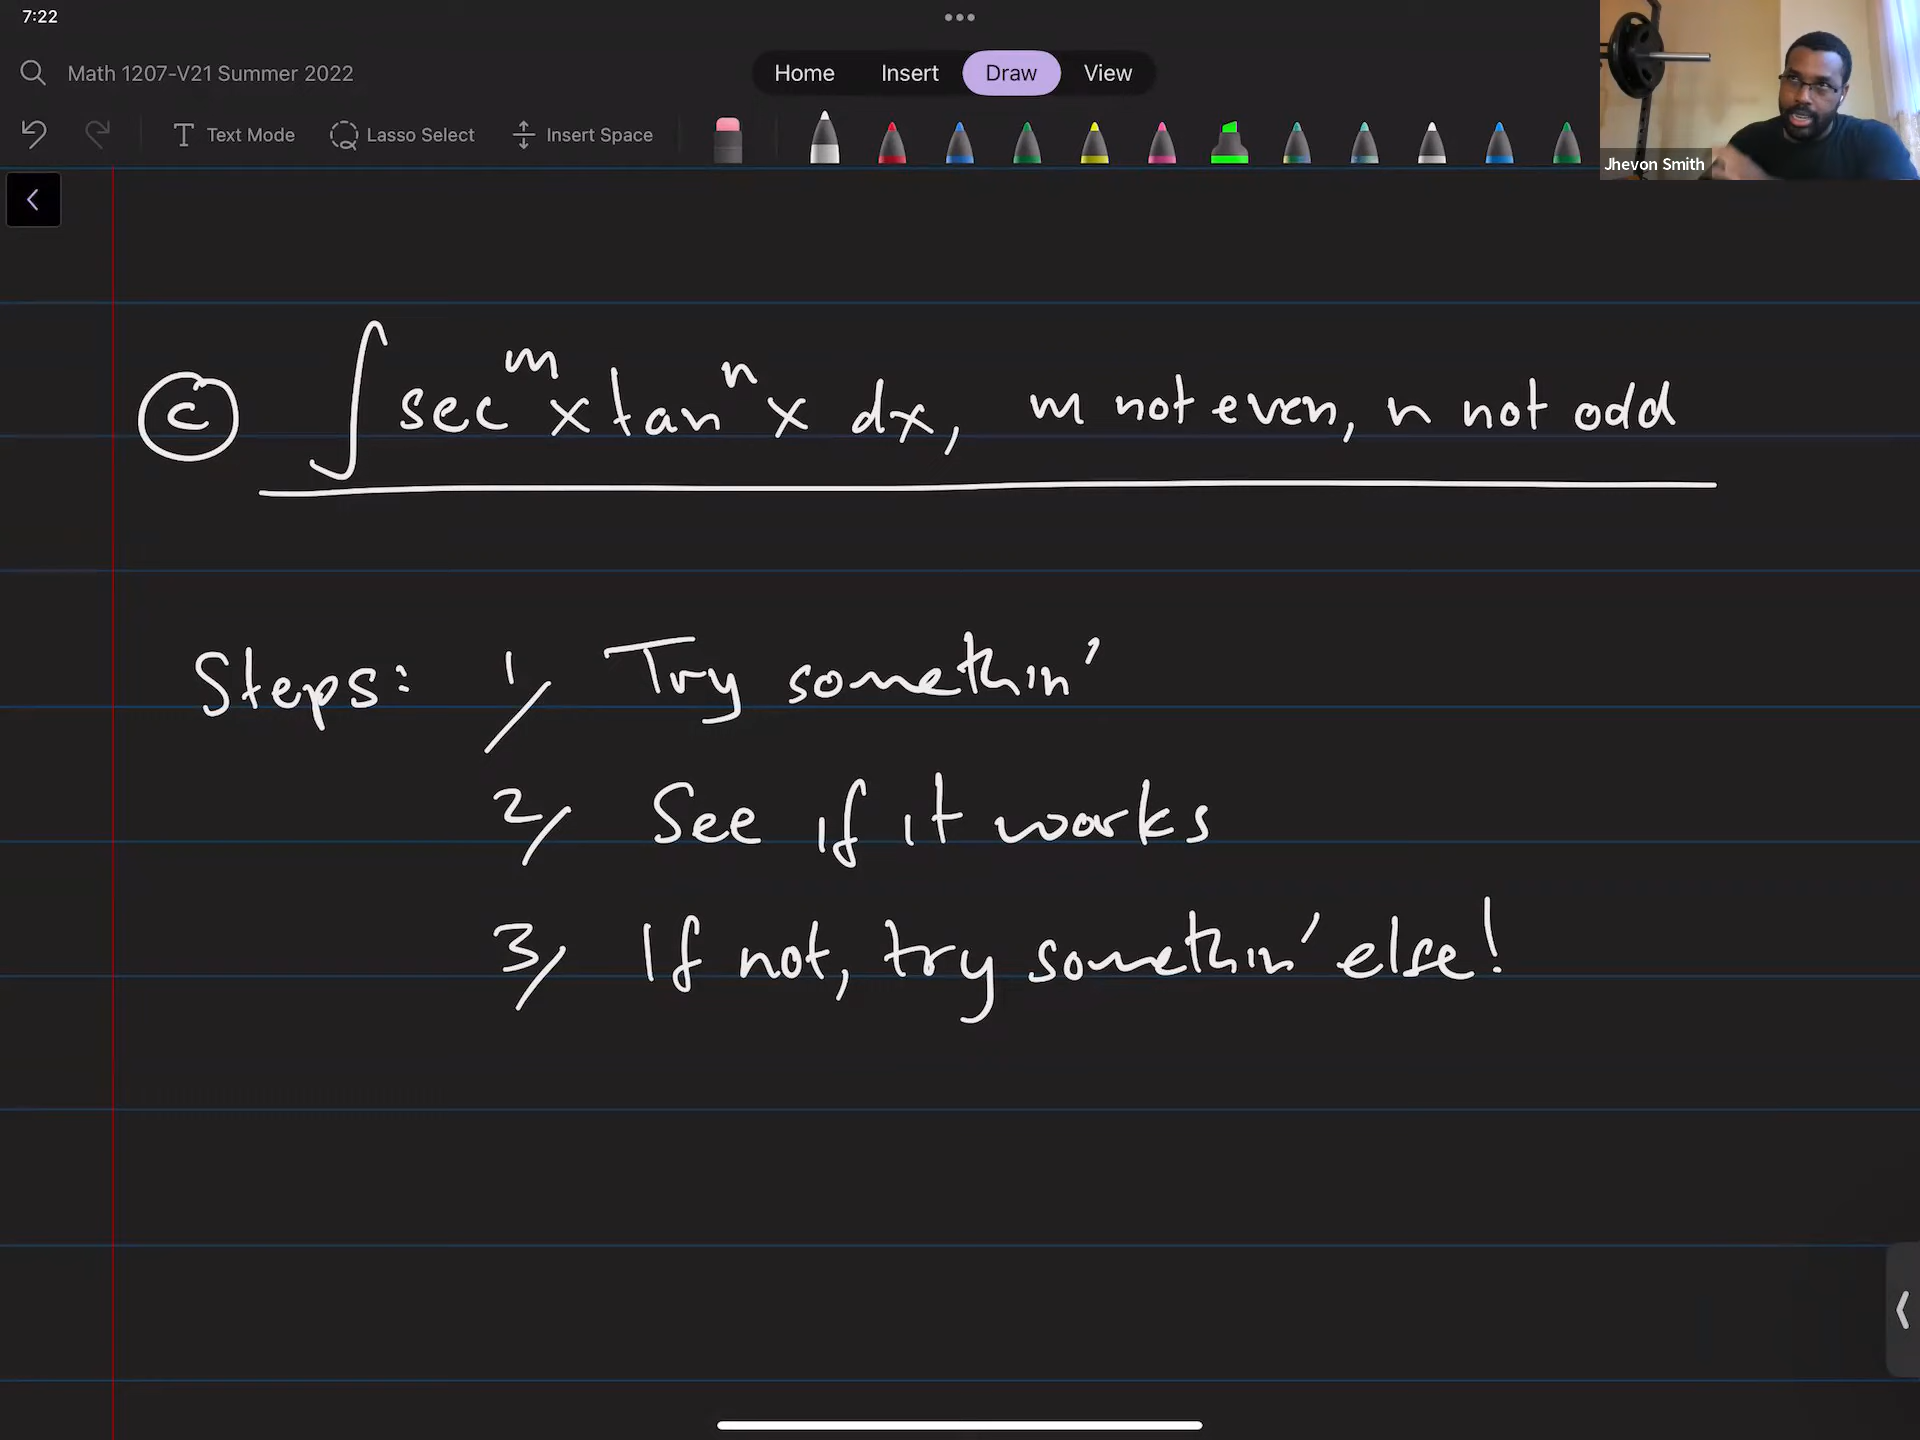 7:22
Math 1207-V21 Summer 2022
Home Insert Draw View
Text Mode Lasso Select Insert Space
Jhevon Smith
Ⓒ ∫ sec^m x tan^n x dx, m not even, n not odd
Steps: 1/ Try somethin'
2/ See if it works
3/ If not, try somethin' else!